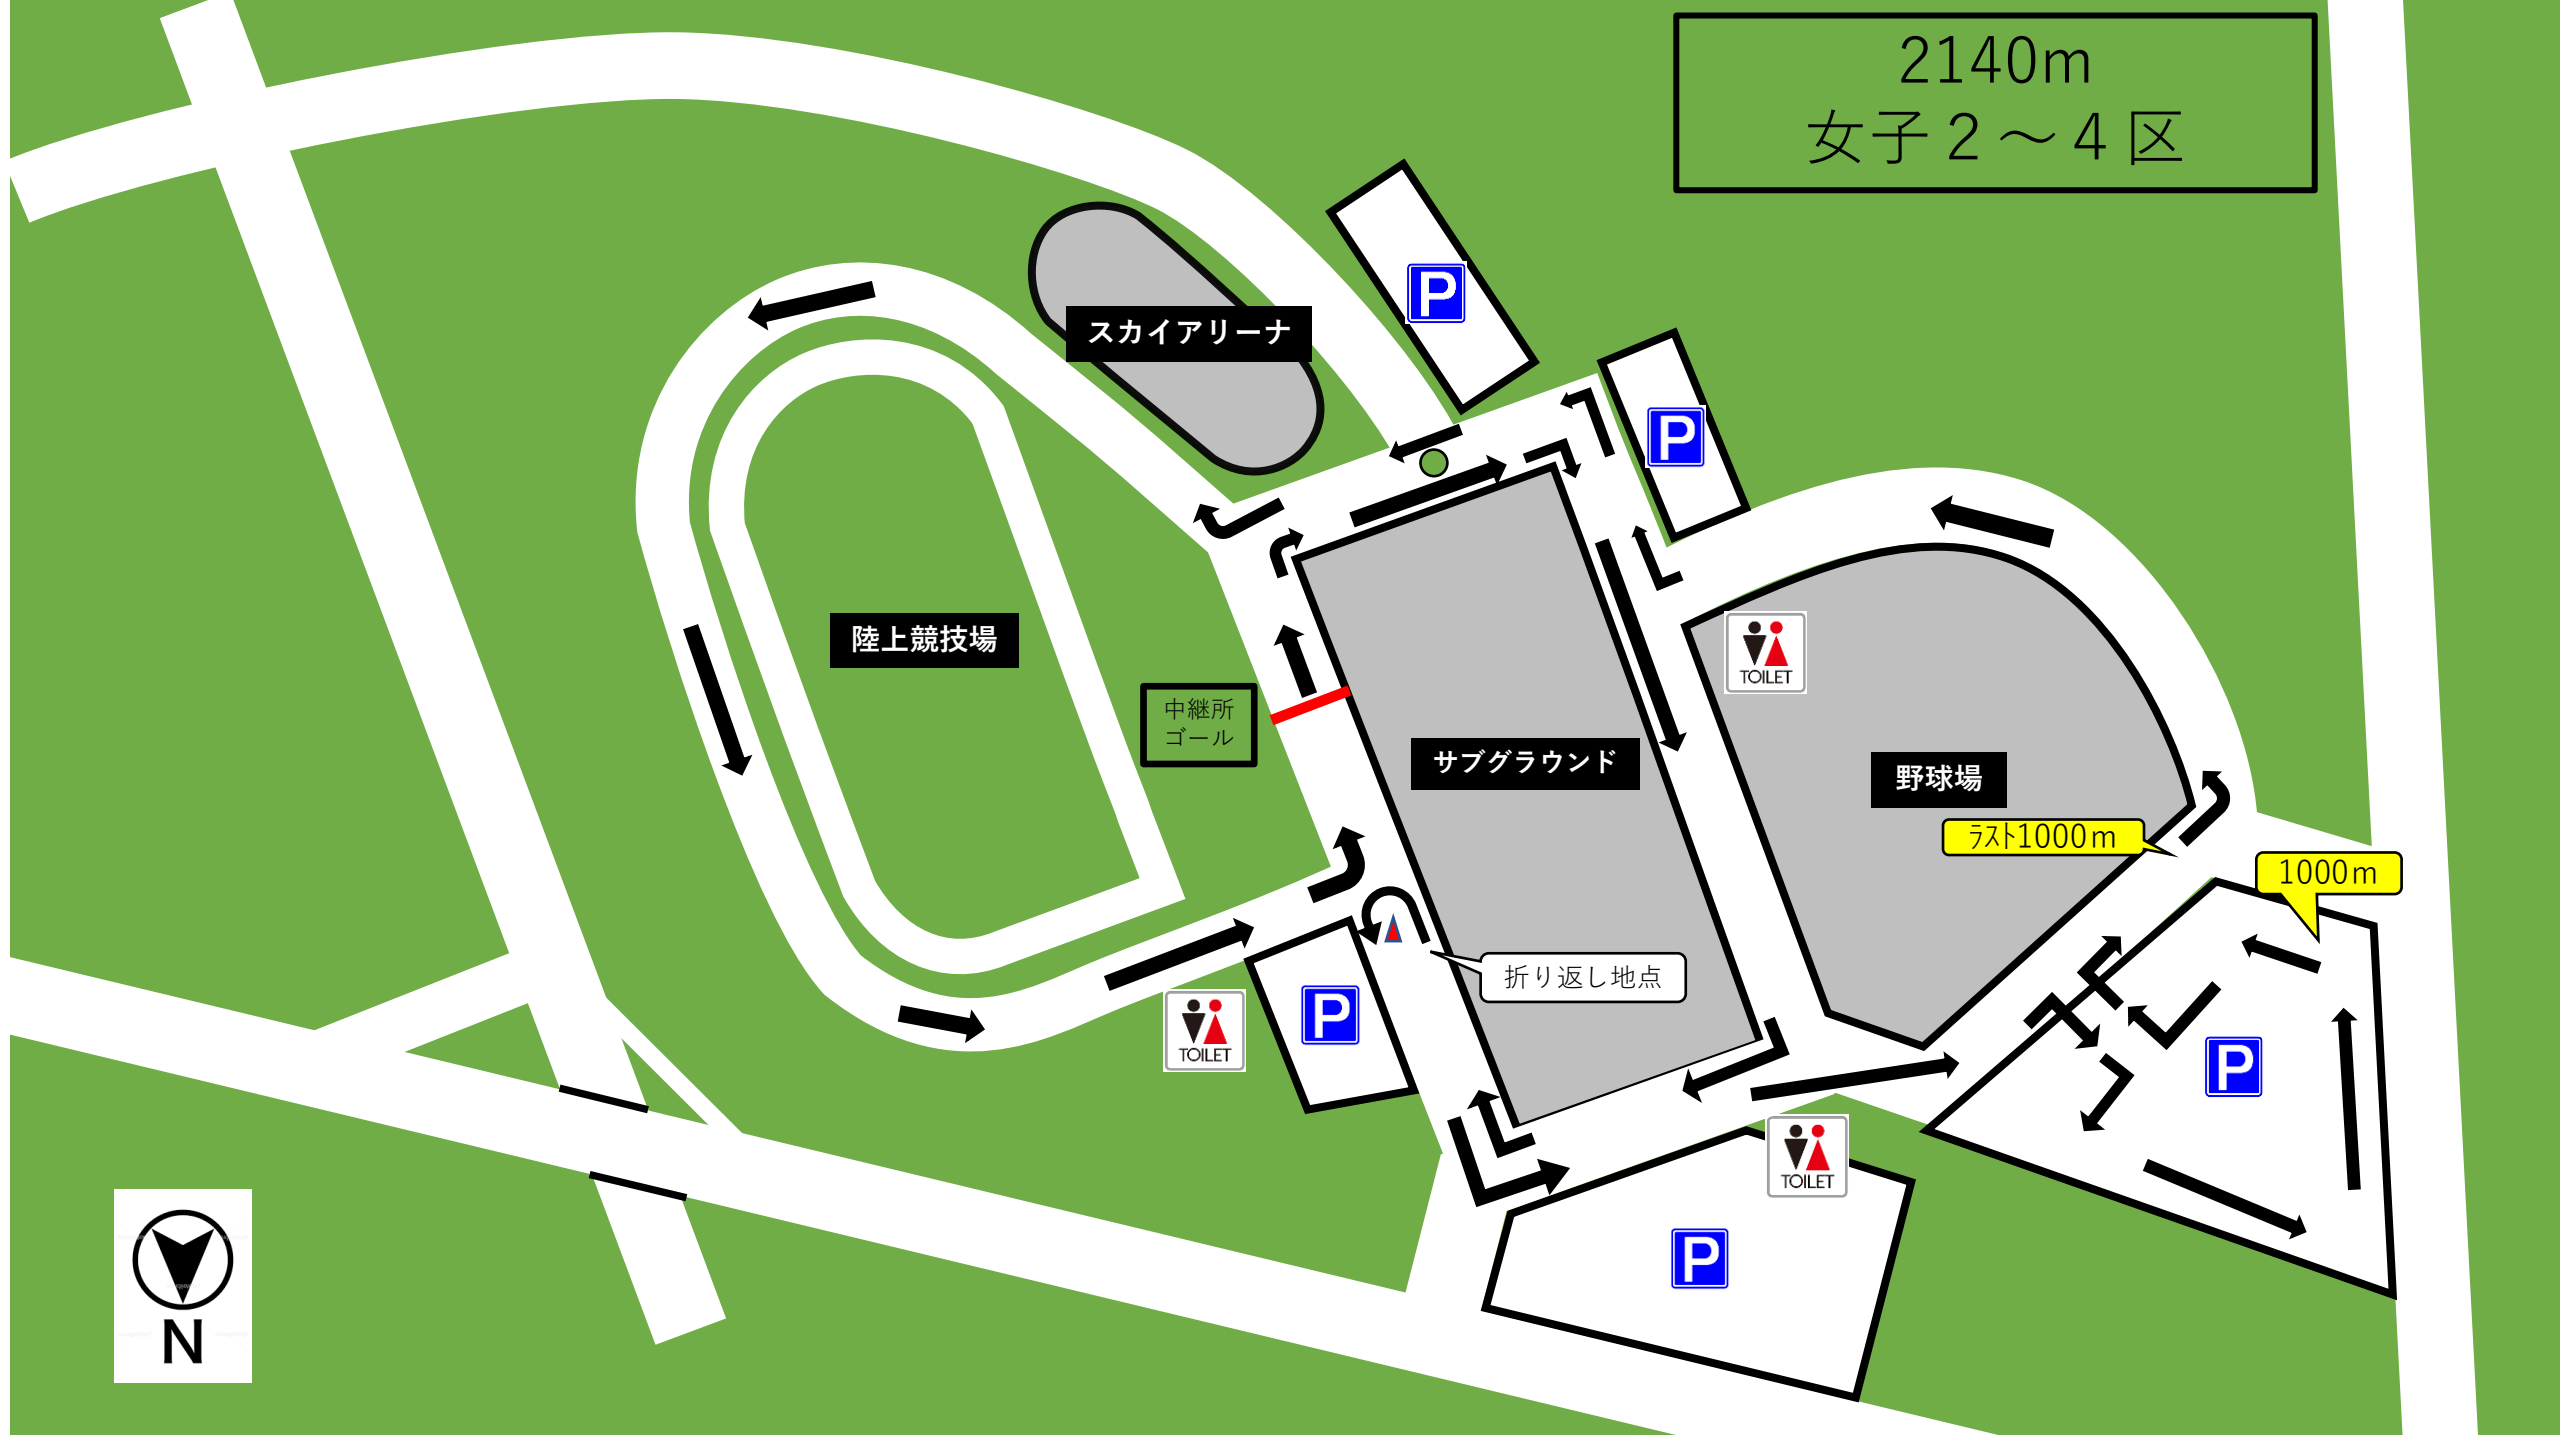 2140m
女子２～４区
P
スカイアリーナ
P
陸上競技場
TOILET
中継所
ゴール
サブグラウンド
野球場
ﾗｽﾄ1000ｍ
1000ｍ
折り返し地点
P
TOILET
P
TOILET
P
N